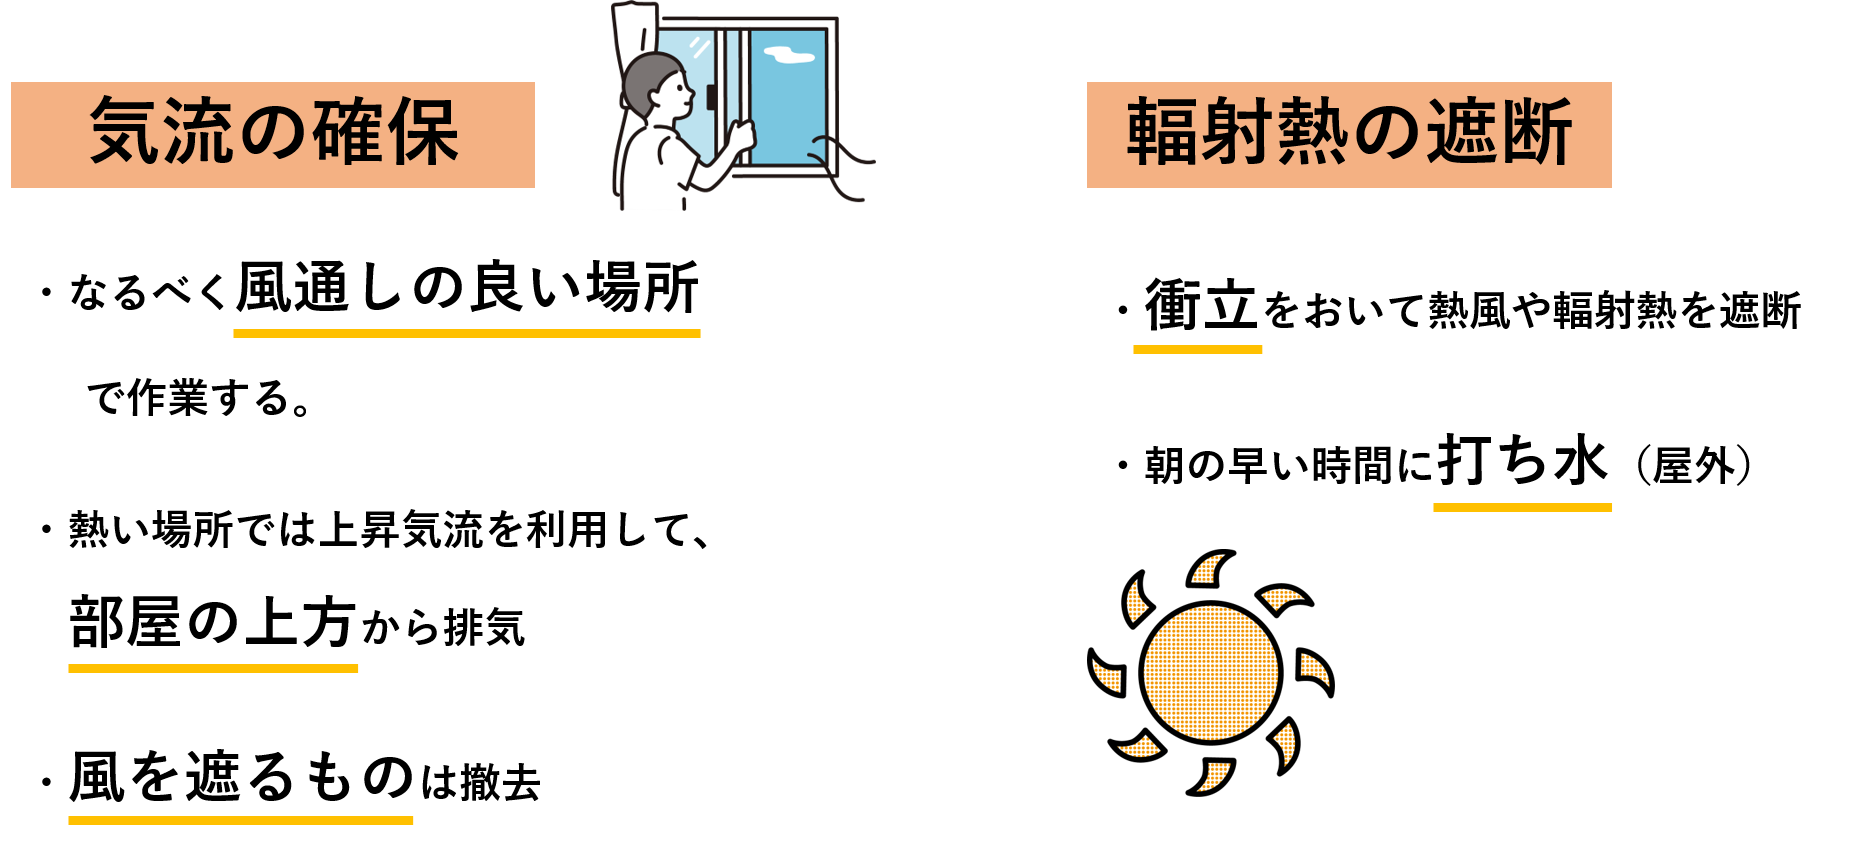 気流の確保
・なるべく風通しの良い場所
で作業する。
・熱い場所では上昇気流を利用して、
部屋の上方から排気
・風を遮るものは撤去
輻射熱の遮断
・衝立をおいて熱風や輻射熱を遮断
・朝の早い時間に打ち水（屋外）